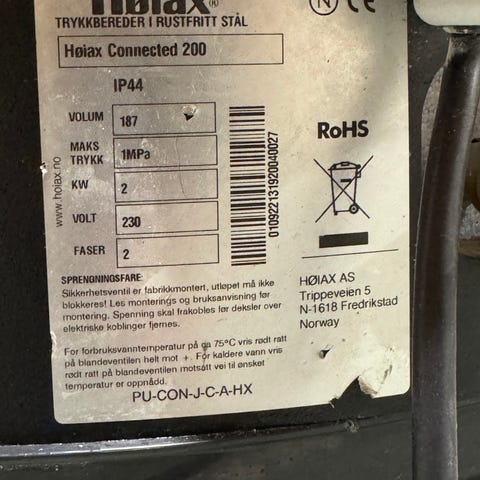 Høiax®
TRYKKBEREDER I RUSTFRITT STÅL
N CE
Høiax Connected 200
IP44
VOLUM 187
MAKS TRYKK 1MPa
KW 2
VOLT 230
FASER 2
www.hoiax.no
010922131920040027
RoHS
SPRENGNINGSFARE:
Sikkerhetsventil er fabrikkmontert, utløpet må ikke
blokkeres! Les monterings og bruksanvisning før
montering. Spenning skal frakobles før deksler over
elektriske koblinger fjernes.
For forbruksvanntemperatur på ga 75°C vris rødt ratt
på blandeventilen helt mot +. For kaldere vann vris
rødt ratt på blandeventilen motsatt vei til ønsket
temperatur er oppnådd.
HØIAX AS
Trippeveien 5
N-1618 Fredrikstad
Norway
PU-CON-J-C-A-HX